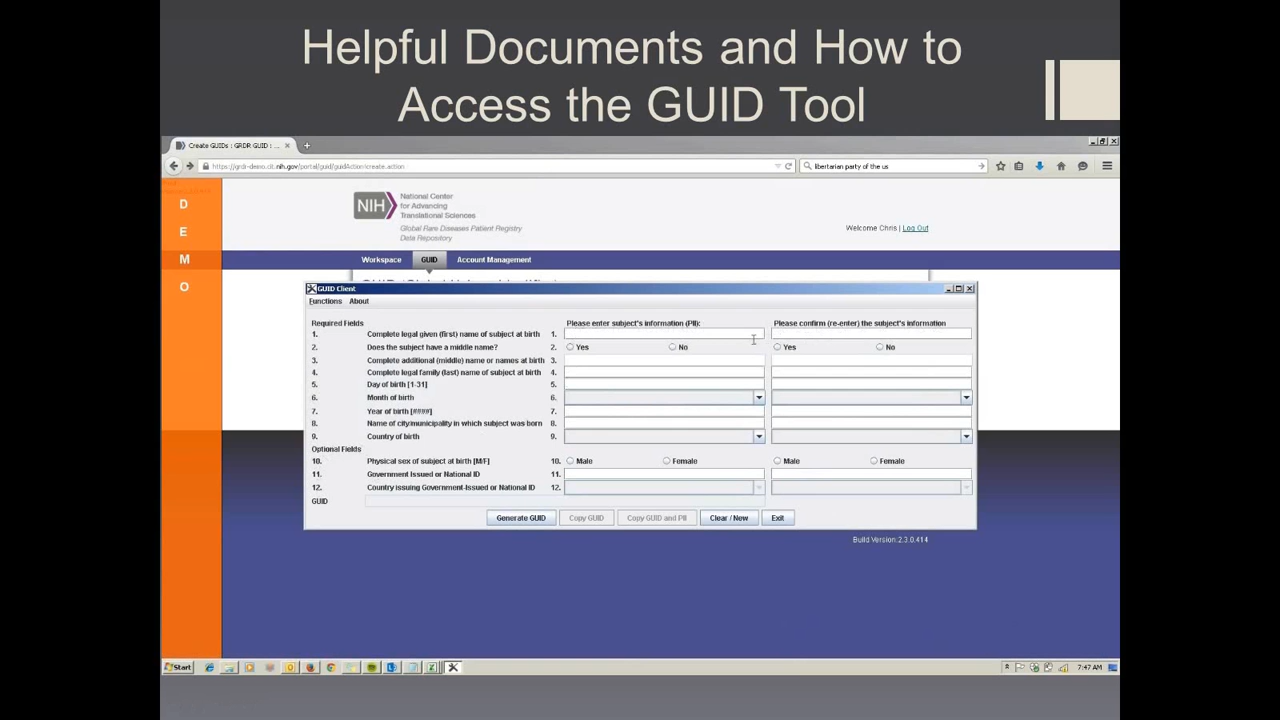 Helpful Documents and How to
Access the GUID Tool
Create GUIDs : GRDR GUID : ...
https://grdr-demo.cit.nih.gov/portal/guid/guidAction!create.action
libertarian party of the us
D
E
M
O
NIH
National Center
for Advancing
Translational Sciences
Global Rare Diseases Patient Registry
Data Repository
Welcome Chris | Log Out
Workspace GUID Account Management
GUID Client
Functions About
Required Fields Please enter subject's information (PII): Please confirm (re-enter) the subject's information
1. Complete legal given (first) name of subject at birth 1.
2. Does the subject have a middle name? 2. Yes No Yes No
3. Complete additional (middle) name or names at birth 3.
4. Complete legal family (last) name of subject at birth 4.
5. Day of birth [1-31] 5.
6. Month of birth 6.
7. Year of birth [####] 7.
8. Name of city/municipality in which subject was born 8.
9. Country of birth 9.
Optional Fields
10. Physical sex of subject at birth [M/F] 10. Male Female Male Female
11. Government Issued or National ID 11.
12. Country issuing Government-Issued or National ID 12.
GUID
Generate GUID Copy GUID Copy GUID and PII Clear / New Exit
Build Version:2.3.0.414
Start 7:47 AM